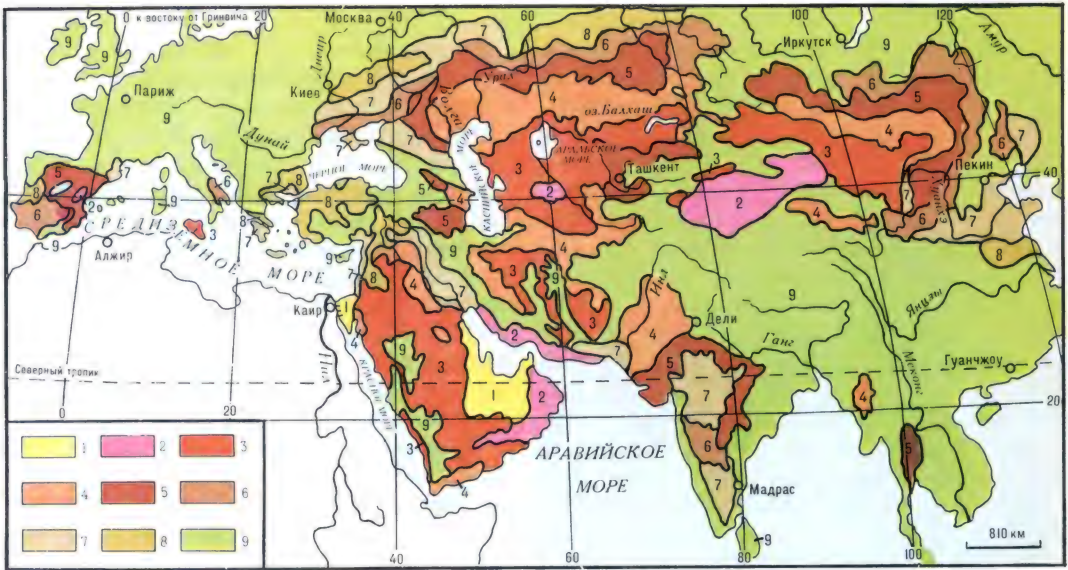 0 к востоку от Гринвича 20 Москва 40 60 80 100 120
Иркутск
Амур
Днепр
Париж
Киев
Волга
Урал
оз. Балхаш
Дунай
ЧЕРНОЕ МОРЕ
КАСПИЙСКОЕ МОРЕ
АРАЛЬСКОЕ МОРЕ
Ташкент
Пекин
40
Хуанхэ
СРЕДИЗЕМНОЕ МОРЕ
Алжир
Каир
Нил
КРАСНОЕ МОРЕ
Инд
Дели
Ганг
Янцзы
Меконг
Гуанчжоу
Северный тропик
0 20
20
АРАВИЙСКОЕ
МОРЕ
Мадрас
1 2 3
4 5 6
7 8 9
40 60 80 100
810 км